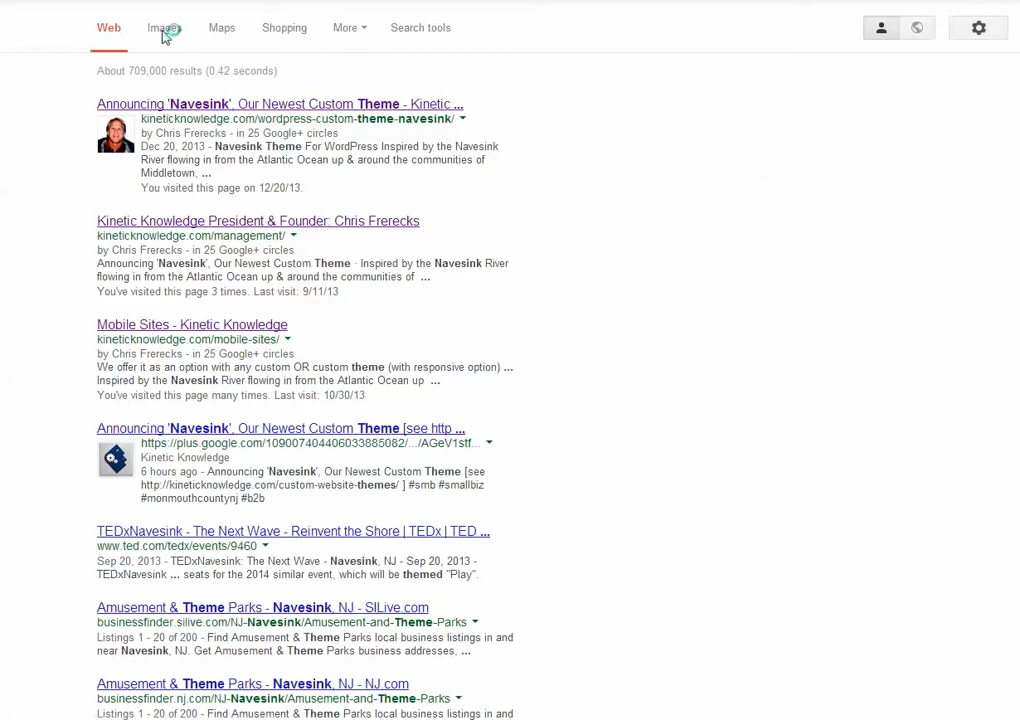 Web Images Maps Shopping More Search tools
About 709,000 results (0.42 seconds)
Announcing 'Navesink', Our Newest Custom Theme - Kinetic ...
kineticknowledge.com/wordpress-custom-theme-navesink/
by Chris Frerecks - in 25 Google+ circles
Dec 20, 2013 - Navesink Theme For WordPress Inspired by the Navesink
River flowing in from the Atlantic Ocean up & around the communities of
Middletown, ...
You visited this page on 12/20/13.
Kinetic Knowledge President & Founder: Chris Frerecks
kineticknowledge.com/management/
by Chris Frerecks - in 25 Google+ circles
Announcing 'Navesink', Our Newest Custom Theme · Inspired by the Navesink River
flowing in from the Atlantic Ocean up & around the communities of ...
You've visited this page 3 times. Last visit: 9/11/13
Mobile Sites - Kinetic Knowledge
kineticknowledge.com/mobile-sites/
by Chris Frerecks - in 25 Google+ circles
We offer it as an option with any custom OR custom theme (with responsive option) ...
Inspired by the Navesink River flowing in from the Atlantic Ocean up ...
You've visited this page many times. Last visit: 10/30/13
Announcing 'Navesink', Our Newest Custom Theme [see http ...
https://plus.google.com/109007404406033885082/.../AGeV1stf...
Kinetic Knowledge
6 hours ago - Announcing 'Navesink', Our Newest Custom Theme [see
http://kineticknowledge.com/custom-website-themes/ ] #smb #smallbiz
#monmouthcountynj #b2b
TEDxNavesink - The Next Wave - Reinvent the Shore | TEDx | TED ...
www.ted.com/tedx/events/9460
Sep 20, 2013 - TEDxNavesink: The Next Wave - Navesink, NJ - Sep 20, 2013 -
TEDxNavesink ... seats for the 2014 similar event, which will be themed "Play".
Amusement & Theme Parks - Navesink, NJ - SILive.com
businessfinder.silive.com/NJ-Navesink/Amusement-and-Theme-Parks
Listings 1 - 20 of 200 - Find Amusement & Theme Parks local business listings in and
near Navesink, NJ. Get Amusement & Theme Parks business addresses, ...
Amusement & Theme Parks - Navesink, NJ - NJ.com
businessfinder.nj.com/NJ-Navesink/Amusement-and-Theme-Parks
Listings 1 - 20 of 200 - Find Amusement & Theme Parks local business listings in and